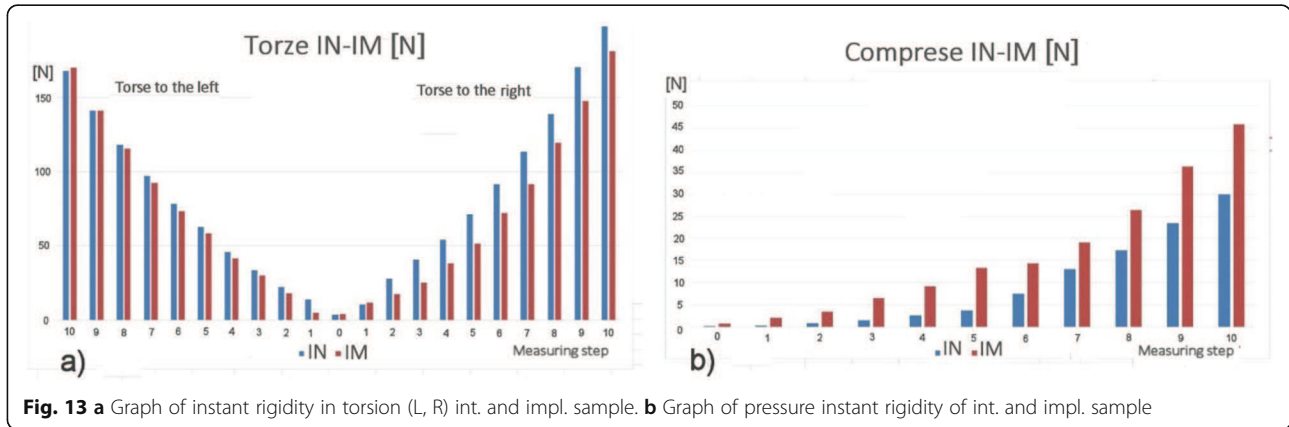 Torze IN-IM [N]
[N]
Torse to the left
Torse to the right
150
100
50
0
10 9 8 7 6 5 4 3 2 1 0 1 2 3 4 5 6 7 8 9 10
IN IM
Measuring step
a)
Comprese IN-IM [N]
[N]
50
45
40
35
30
25
20
15
10
5
0
0 1 2 3 4 5 6 7 8 9 10
IN IM
Measuring step
b)
Fig. 13 a Graph of instant rigidity in torsion (L, R) int. and impl. sample. b Graph of pressure instant rigidity of int. and impl. sample